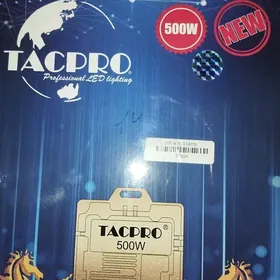 500W
NEW
TACPRO
Professional LED lighting
TACPRO®
500W